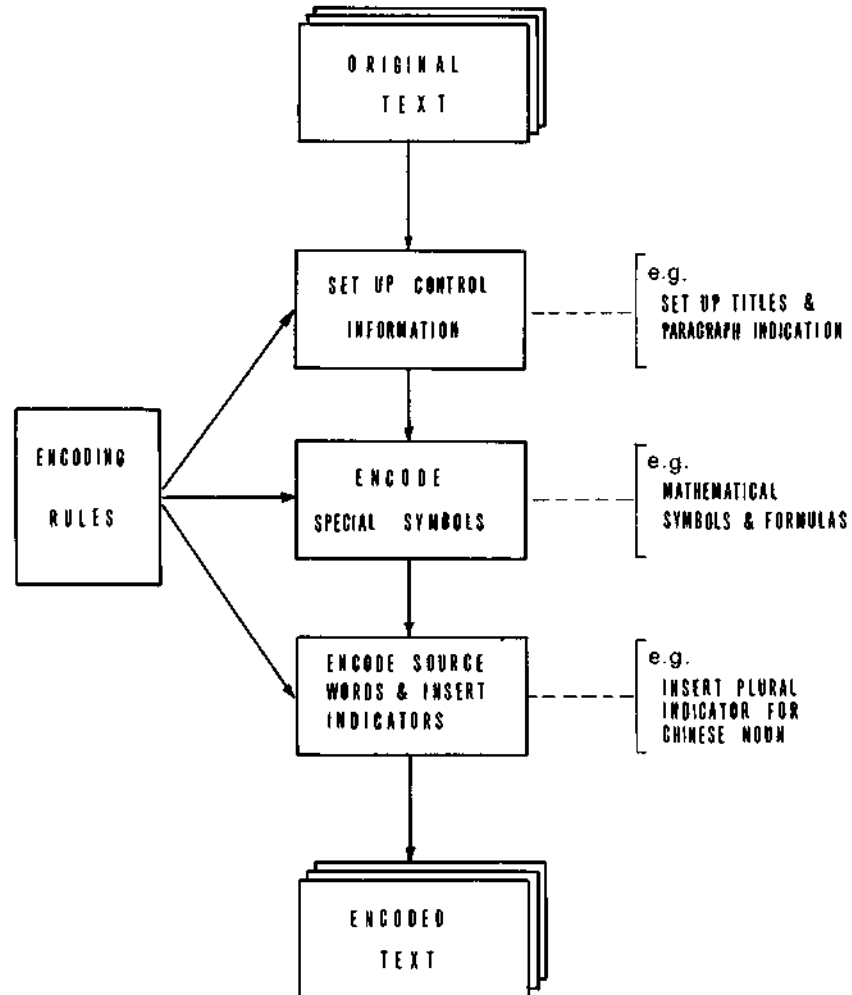 ORIGINAL
TEXT
SET UP CONTROL
INFORMATION
e.g.
SET UP TITLES &
PARAGRAPH INDICATION
ENCODING
RULES
ENCODE
SPECIAL SYMBOLS
e.g.
MATHEMATICAL
SYMBOLS & FORMULAS
ENCODE SOURCE
WORDS & INSERT
INDICATORS
e.g.
INSERT PLURAL
INDICATOR FOR
CHINESE NOUN
ENCODED
TEXT